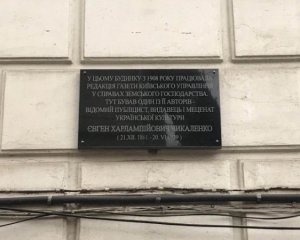 У ЦЬОМУ БУДИНКУ З 1908 РОКУ ПРАЦЮВАЛА
РЕДАКЦІЯ ГАЗЕТИ КИЇВСЬКОГО УПРАВЛІННЯ
У СПРАВАХ ЗЕМСЬКОГО ГОСПОДАРСТВА.
ТУТ БУВАВ ОДИН ІЗ ЇЇ АВТОРІВ –
ВІДОМИЙ ПУБЛІЦИСТ, ВИДАВЕЦЬ І МЕЦЕНАТ
УКРАЇНСЬКОЇ КУЛЬТУРИ
ЄВГЕН ХАРЛАМПІЙОВИЧ ЧИКАЛЕНКО